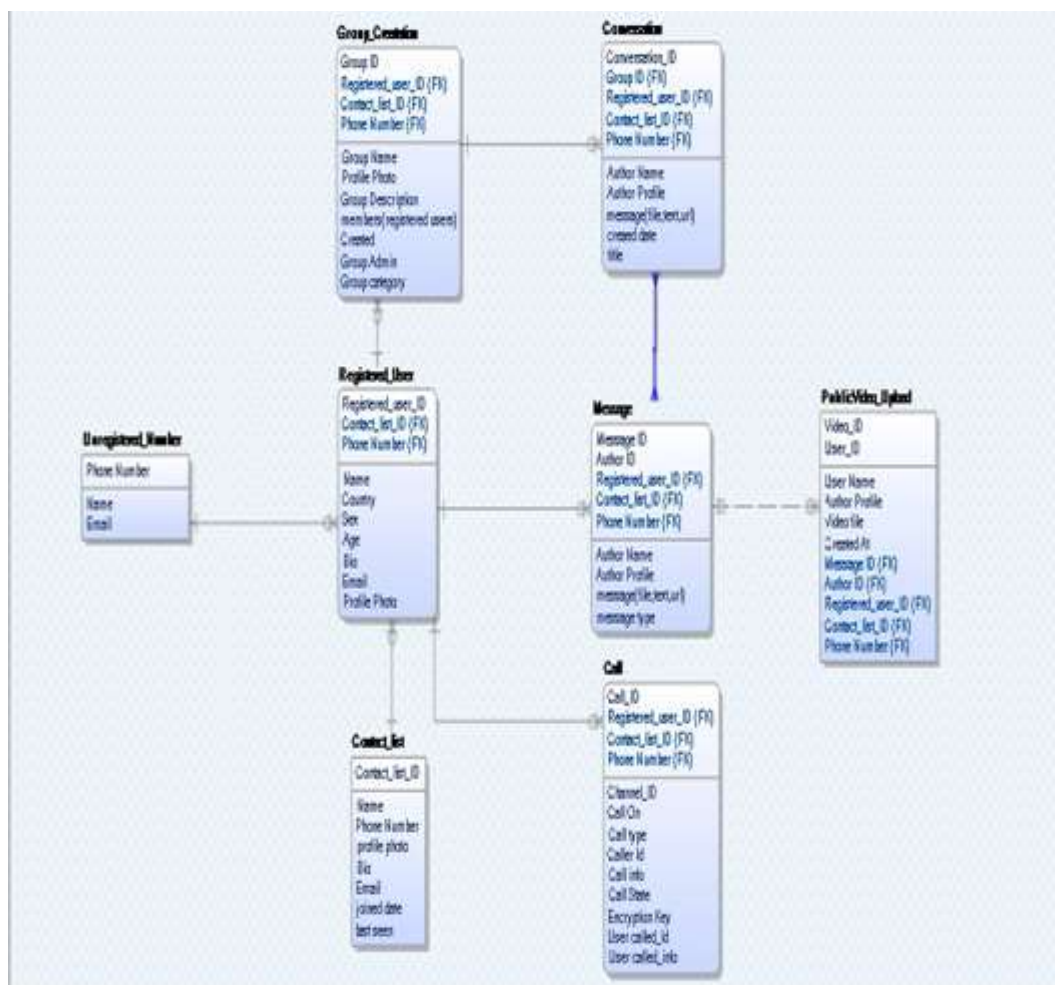 Group_Creatation
Group ID
Registered_user_ID (FK)
Contact_list_ID (FK)
Phone Number (FK)
Group Name
Profile Photo
Group Description
members(registered users)
Created
Group Admin
Group category
Conversation
Conversation_ID
Group ID (FK)
Registered_user_ID (FK)
Contact_list_ID (FK)
Phone Number (FK)
Author Name
Author Profile
message(file,text,url)
created date
title
Unregistered_Number
Phone Number
Name
Email
Registered_User
Registered_user_ID
Contact_list_ID (FK)
Phone Number (FK)
Name
Country
Sex
Age
Bio
Email
Profile Photo
Message
Message ID
Author ID
Registered_user_ID (FK)
Contact_list_ID (FK)
Phone Number (FK)
Author Name
Author Profile
message(file,text,url)
message type
PublicVideo_Upload
Video_ID
User_ID
User Name
Author Profile
Video file
Created At
Message ID (FK)
Author ID (FK)
Registered_user_ID (FK)
Contact_list_ID (FK)
Phone Number (FK)
Contact_list
Contact_list_ID
Name
Phone Number
profile photo
Bio
Email
joined date
last seen
Call
Call_ID
Registered_user_ID (FK)
Contact_list_ID (FK)
Phone Number (FK)
Channel_ID
Call On
Call type
Caller Id
Call info
Call State
Encryption Key
User called_id
User called_info